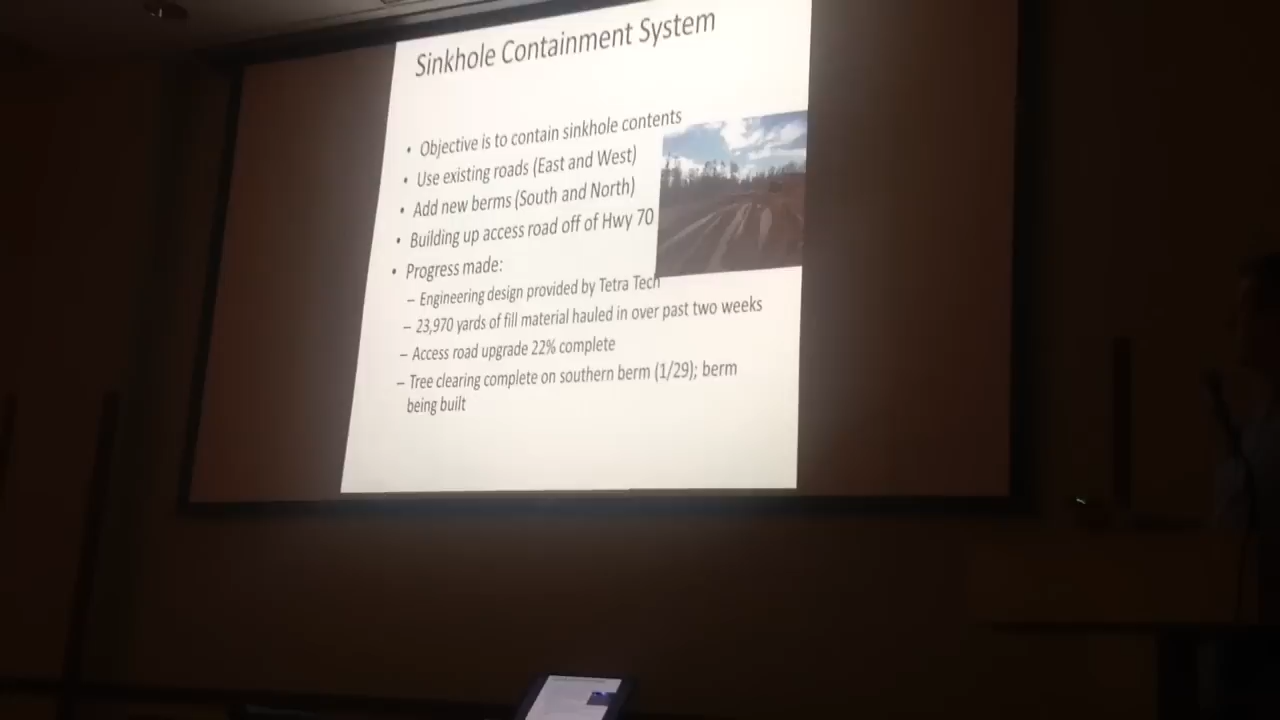 Sinkhole Containment System
• Objective is to contain sinkhole contents
• Use existing roads (East and West)
• Add new berms (South and North)
• Building up access road off of Hwy 70
• Progress made:
– Engineering design provided by Tetra Tech
– 23,970 yards of fill material hauled in over past two weeks
– Access road upgrade 22% complete
– Tree clearing complete on southern berm (1/29); berm
being built